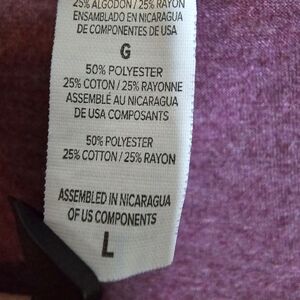 25% ALGODON / 25% RAYON
ENSAMBLADO EN NICARAGUA
DE COMPONENTES DE USA
G
50% POLYESTER
25% COTON / 25% RAYONNE
ASSEMBLÉ AU NICARAGUA
DE USA COMPOSANTS
50% POLYESTER
25% COTTON / 25% RAYON
ASSEMBLED IN NICARAGUA
OF US COMPONENTS
L